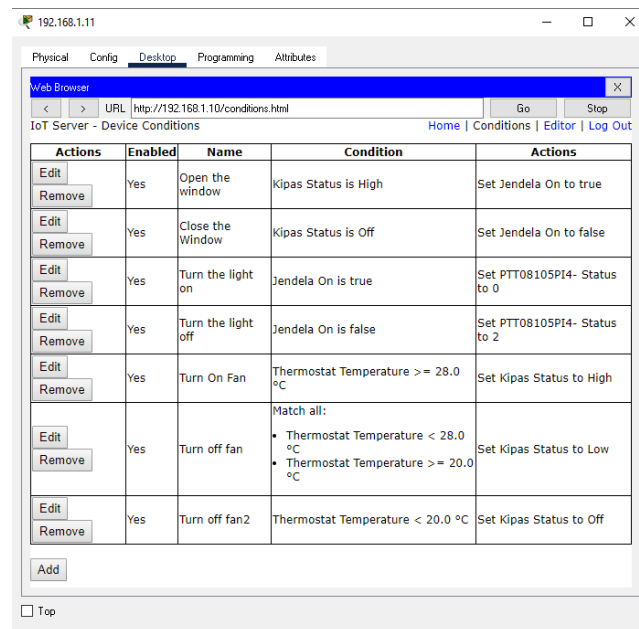 192.168.1.11
Physical Config Desktop Programming Attributes
Web Browser X
< > URL http://192.168.1.10/conditions.html Go Stop
IoT Server - Device Conditions Home | Conditions | Editor | Log Out
Actions Enabled Name Condition Actions
Edit
Remove
Yes
Open the
window
Kipas Status is High
Set Jendela On to true
Edit
Remove
Yes
Close the
Window
Kipas Status is Off
Set Jendela On to false
Edit
Remove
Yes
Turn the light
on
Jendela On is true
Set PTT08105PI4- Status
to 0
Edit
Remove
Yes
Turn the light
off
Jendela On is false
Set PTT08105PI4- Status
to 2
Edit
Remove
Yes
Turn On Fan
Thermostat Temperature >= 28.0
°C
Set Kipas Status to High
Edit
Remove
Yes
Turn off fan
Match all:
• Thermostat Temperature < 28.0
°C
• Thermostat Temperature >= 20.0
°C
Set Kipas Status to Low
Edit
Remove
Yes
Turn off fan2
Thermostat Temperature < 20.0 °C
Set Kipas Status to Off
Add
Top